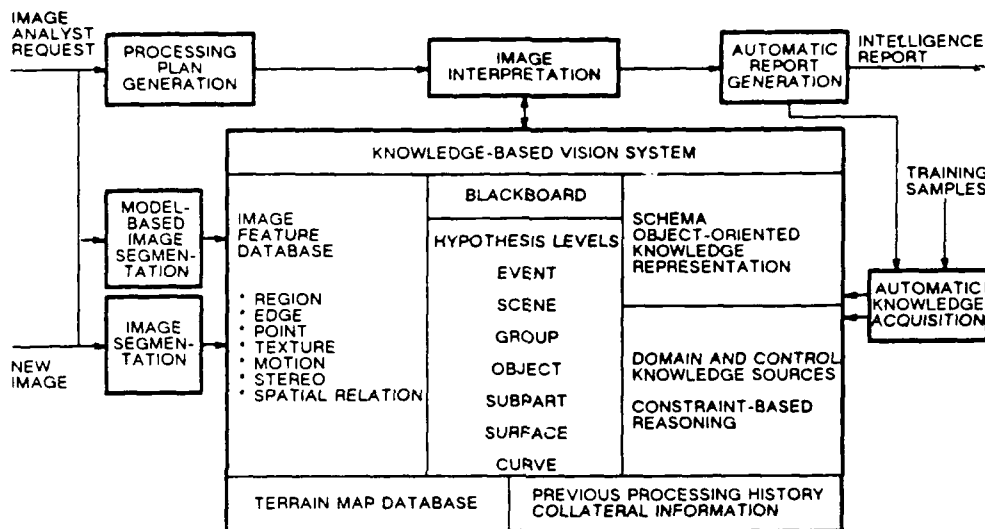 IMAGE
ANALYST
REQUEST
PROCESSING
PLAN
GENERATION
IMAGE
INTERPRETATION
AUTOMATIC
REPORT
GENERATION
INTELLIGENCE
REPORT
KNOWLEDGE-BASED VISION SYSTEM
MODEL-
BASED
IMAGE
SEGMEN-
TATION
IMAGE
SEGMEN-
TATION
NEW
IMAGE
IMAGE
FEATURE
DATABASE
* REGION
* EDGE
* POINT
* TEXTURE
* MOTION
* STEREO
* SPATIAL RELATION
BLACKBOARD
HYPOTHESIS LEVELS
EVENT
SCENE
GROUP
OBJECT
SUBPART
SURFACE
CURVE
SCHEMA
OBJECT-ORIENTED
KNOWLEDGE
REPRESENTATION
DOMAIN AND CONTROL
KNOWLEDGE SOURCES
CONSTRAINT-BASED
REASONING
TRAINING
SAMPLES
AUTOMATIC
KNOWLEDGE
ACQUISITION
TERRAIN MAP DATABASE
PREVIOUS PROCESSING HISTORY
COLLATERAL INFORMATION